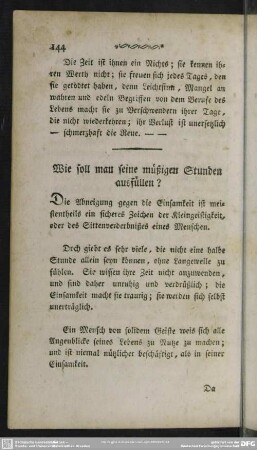 144
Die Zeit ist ihnen ein Nichts; sie kennen ih=
ren Werth nicht; sie freuen sich jedes Tages, den
sie getödtet haben, denn Leichtsinn, Mangel an
wahren und edeln Begriffen von dem Berufe des
Lebens macht sie zu Verschwendern ihrer Tage,
die nicht wiederkehren; ihr Verlust ist unersetzlich
— schmerzhaft die Reue. — —
Wie soll man seine müßigen Stunden
ausfüllen?
Die Abneigung gegen die Einsamkeit ist mei=
stentheils ein sicheres Zeichen der Kleingeistigkeit,
oder des Sittenverderbnißes eines Menschen.
Doch giebt es sehr viele, die nicht eine halbe
Stunde allein seyn können, ohne Langeweile zu
fühlen. Sie wissen ihre Zeit nicht anzuwenden,
und sind daher unruhig und verdrüßlich; die
Einsamkeit macht sie traurig; sie werden sich selbst
unerträglich.
Ein Mensch von solidem Geiste weis sich alle
Augenblicke seines Lebens zu Nutze zu machen;
und ist niemal nützlicher beschäftigt, als in seiner
Einsamkeit.
Da
DFG